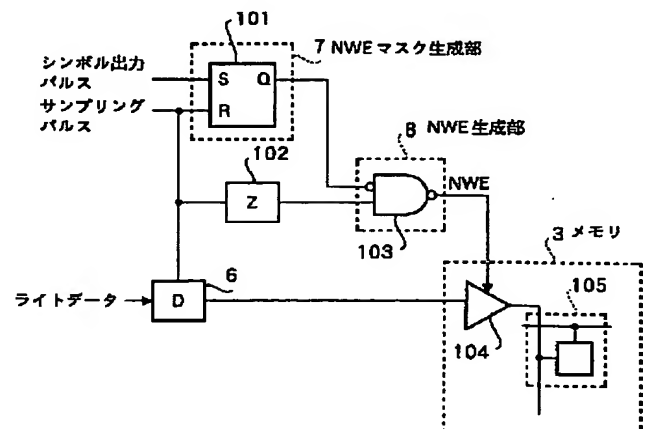 101
7 NWEマスク生成部
シンボル出力
パルス
S Q
サンプリング
パルス
R
102
8 NWE生成部
Z
NWE
103
3 メモリ
6
105
ライトデータ
D
104